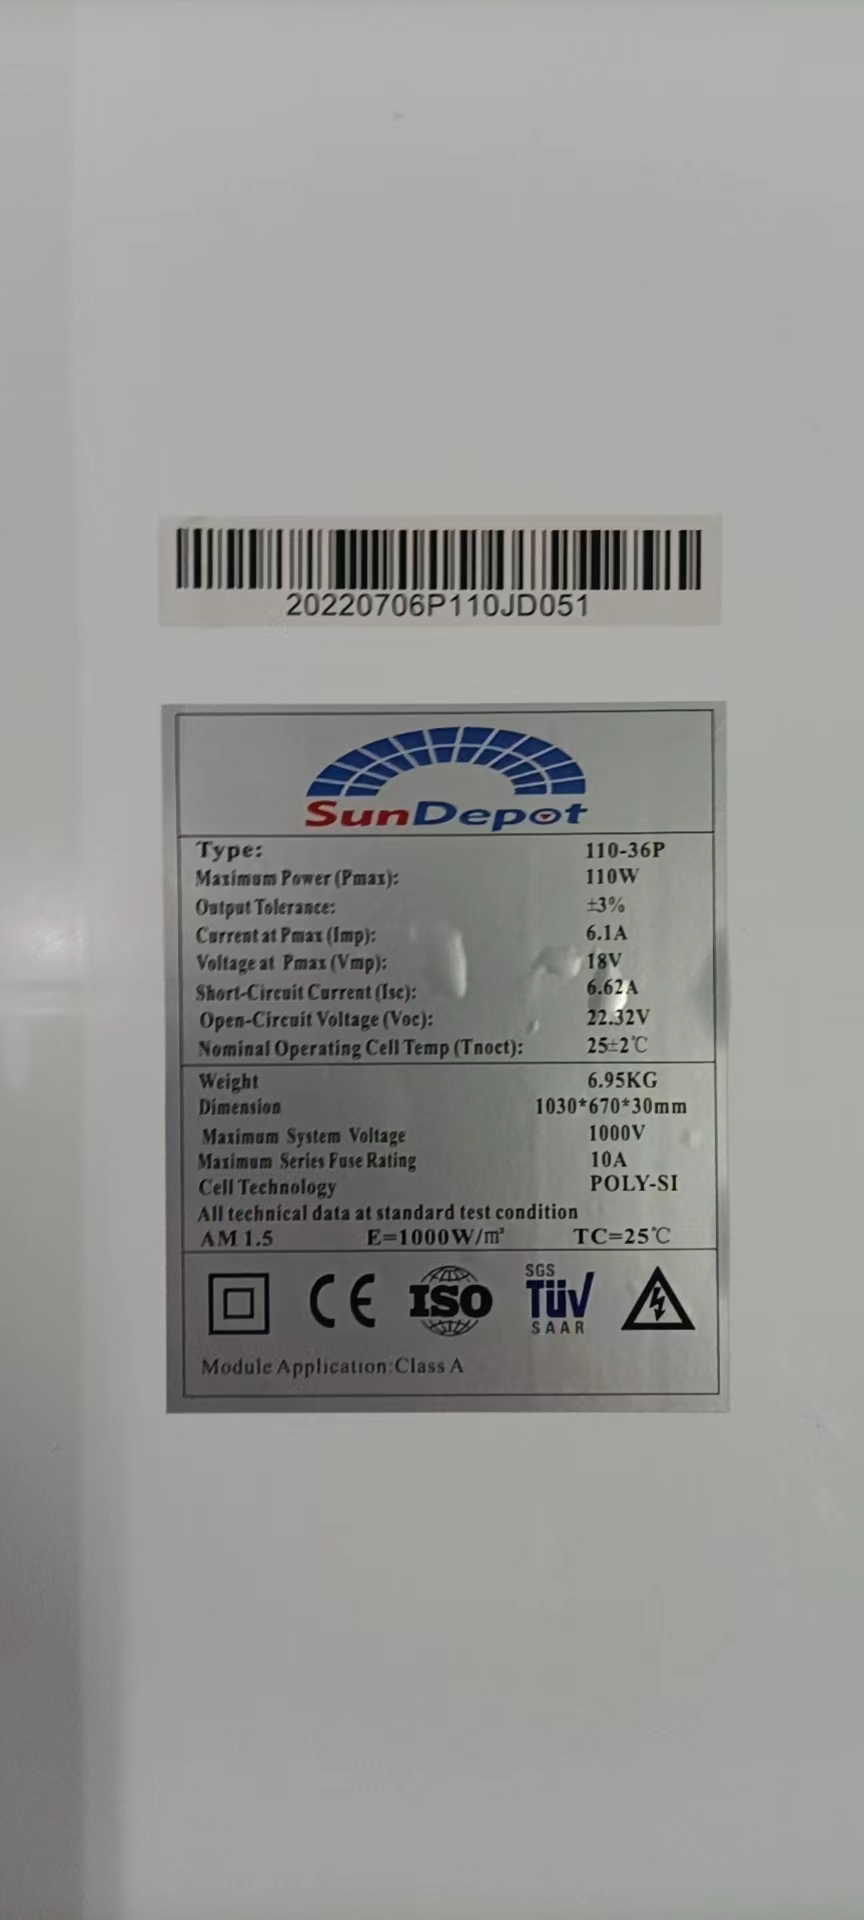 20220706P110JD051
SunDepot
Type: 110-36P
Maximum Power (Pmax): 110W
Output Tolerance: ±3%
Current at Pmax (Imp): 6.1A
Voltage at Pmax (Vmp): 18V
Short-Circuit Current (Isc): 6.62A
Open-Circuit Voltage (Voc): 22.32V
Nominal Operating Cell Temp (Tnoct): 25±2℃
Weight 6.95KG
Dimension 1030*670*30mm
Maximum System Voltage 1000V
Maximum Series Fuse Rating 10A
Cell Technology POLY-SI
All technical data at standard test condition
AM 1.5 E=1000W/m² TC=25℃
CE ISO SGS TÜV SAAR
Module Application:Class A